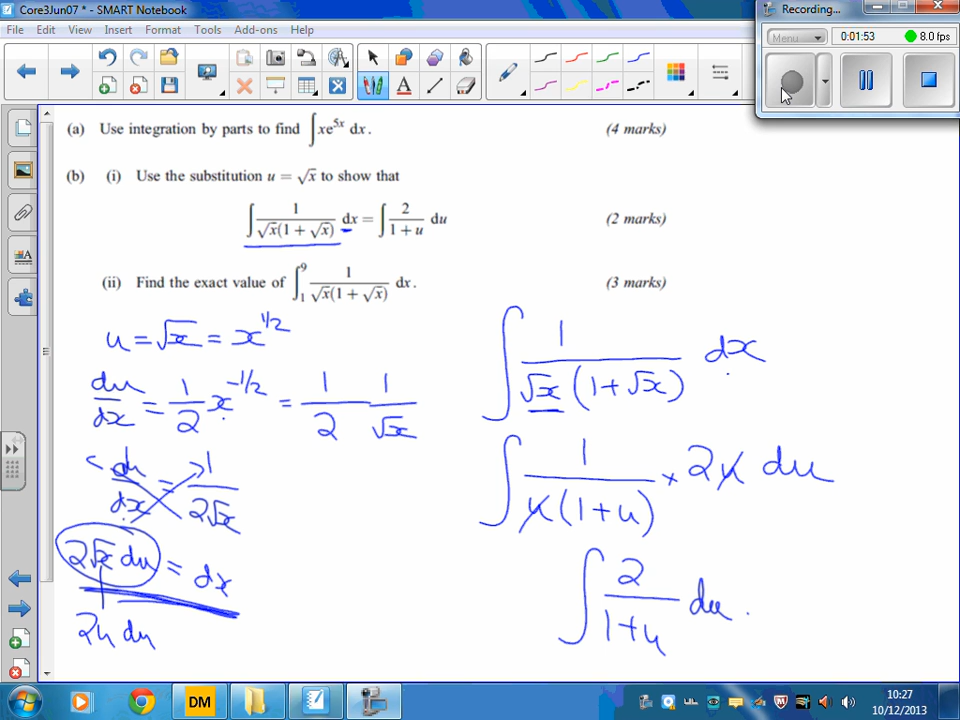 Core3Jun07 * - SMART Notebook
Recording...
File Edit View Insert Format Tools Add-ons Help
Menu 0:01:53 8.0 fps
(a) Use integration by parts to find ∫xe⁵ˣ dx. (4 marks)
(b) (i) Use the substitution u = √x to show that
∫ 1/(√x(1 + √x)) dx = ∫ 2/(1 + u) du (2 marks)
(ii) Find the exact value of ∫₁⁹ 1/(√x(1 + √x)) dx. (3 marks)
u = √x = x^1/2
du/dx = 1/2 x^-1/2 = 1/2 1/√x
du/dx = 1/2√x
2√x du = dx
2u du
∫ 1/(√x(1+√x)) dx
∫ 1/(u(1+u)) × 2u du
∫ 2/(1+u) du.
DM
10:27
10/12/2013